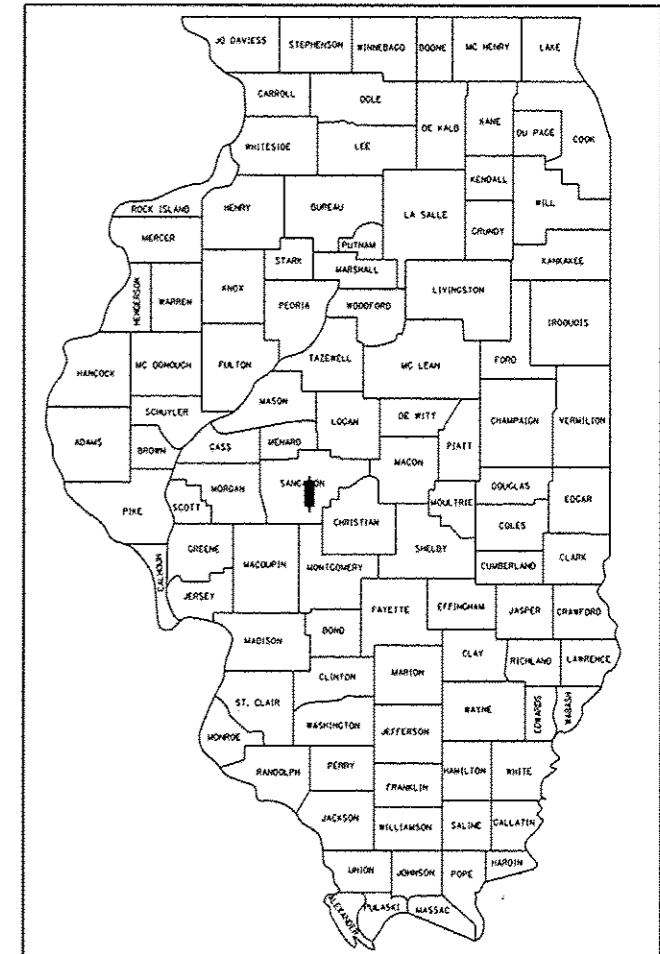 JO DAVIESS STEPHENSON WINNEBAGO BOONE MC HENRY LAKE
CARROLL OGLE DE KALB KANE DU PAGE COOK
WHITESIDE LEE
KENDALL WILL
ROCK ISLAND HENRY BUREAU LA SALLE GRUNDY
MERCER PUTNAM
STARK MARSHALL KANKAKEE
HENDERSON WARREN KNOX PEORIA WOODFORD LIVINGSTON IROQUOIS
HANCOCK MC DONOUGH FULTON TAZEWELL MC LEAN FORD
SCHUYLER MASON LOGAN DE WITT CHAMPAIGN VERMILION
ADAMS BROWN CASS MENARD MACON PIATT
PIKE SCOTT MORGAN SANGAMON CHRISTIAN MOULTRIE DOUGLAS EDGAR
COLES
CALHOUN GREENE MACOUPIN MONTGOMERY SHELBY CUMBERLAND CLARK
JERSEY FAYETTE EFFINGHAM JASPER CRAWFORD
MADISON BOND
CLAY RICHLAND LAWRENCE
CLINTON MARION
ST. CLAIR WAYNE EDWARDS WABASH
MONROE WASHINGTON JEFFERSON
RANDOLPH PERRY HAMILTON WHITE
FRANKLIN
JACKSON WILLIAMSON SALINE GALLATIN
UNION JOHNSON POPE HARDIN
ALEXANDER PULASKI MASSAC